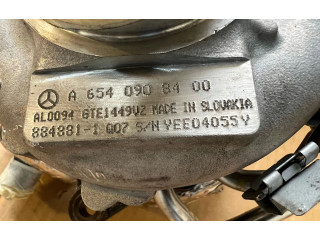 A 654 090 84 00
AL0094 GTE1449VZ MADE IN SLOVAKIA
884881-1 007 S/N YEE04055Y